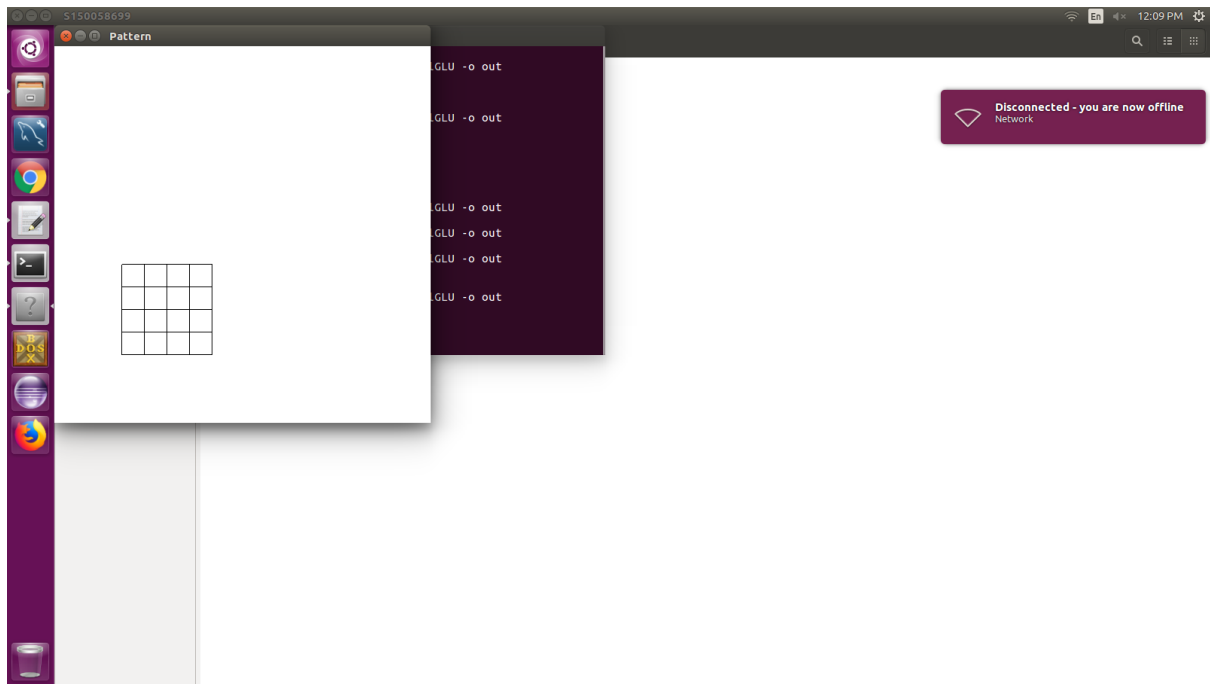 S150058699
En
12:09 PM
Pattern
lGLU -o out
lGLU -o out
lGLU -o out
lGLU -o out
lGLU -o out
lGLU -o out
Disconnected - you are now offline
Network
>_
?
B
DOS
X